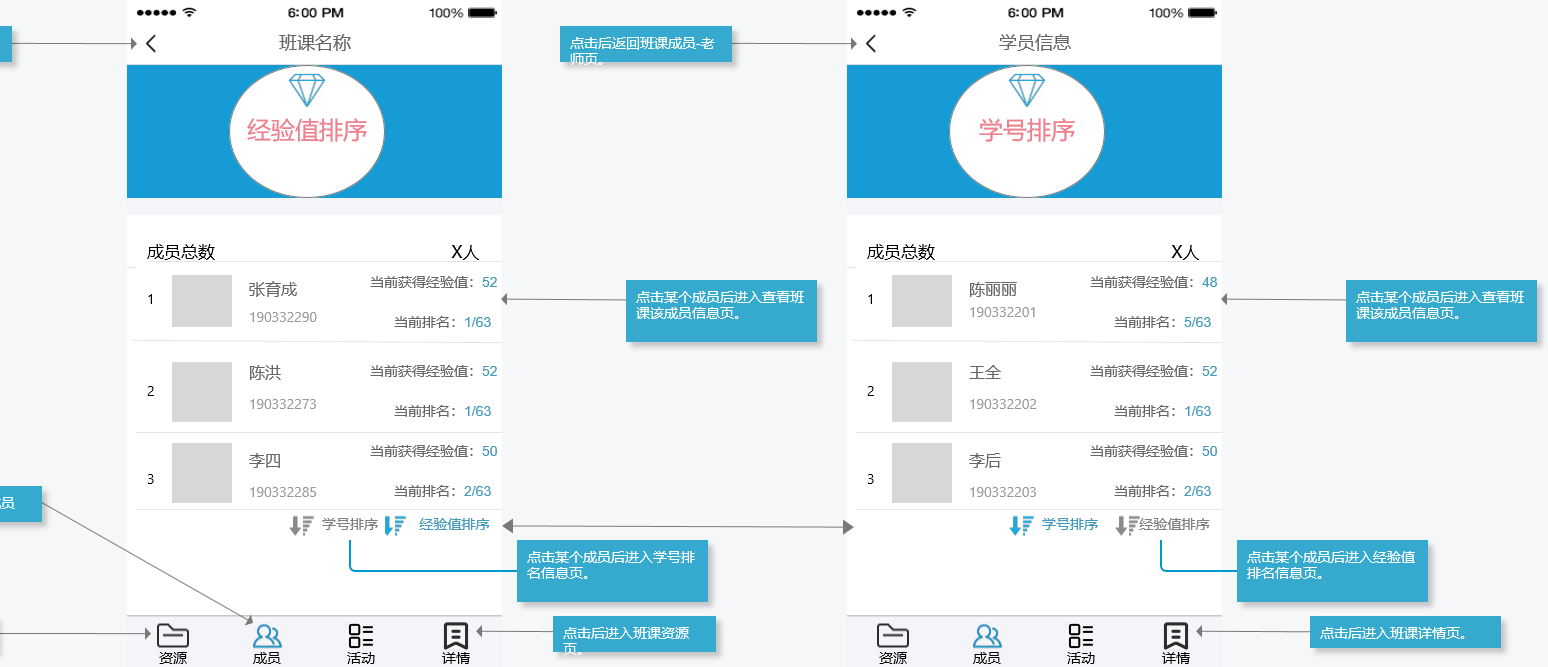 6:00 PM 100%
班课名称
经验值排序
成员总数 X人
1 张育成 当前获得经验值：52
190332290 当前排名：1/63
2 陈洪 当前获得经验值：52
190332273 当前排名：1/63
3 李四 当前获得经验值：50
190332285 当前排名：2/63
学号排序 经验值排序
资源 成员 活动 详情
员
点击后返回班课成员-老
师页。
点击某个成员后进入查看班
课该成员信息页。
点击某个成员后进入学号排
名信息页。
点击后进入班课资源
页。
6:00 PM 100%
学员信息
学号排序
成员总数 X人
1 陈丽丽 当前获得经验值：48
190332201 当前排名：5/63
2 王全 当前获得经验值：52
190332202 当前排名：1/63
3 李后 当前获得经验值：50
190332203 当前排名：2/63
学号排序 经验值排序
资源 成员 活动 详情
点击某个成员后进入查看班
课该成员信息页。
点击某个成员后进入经验值
排名信息页。
点击后进入班课详情页。